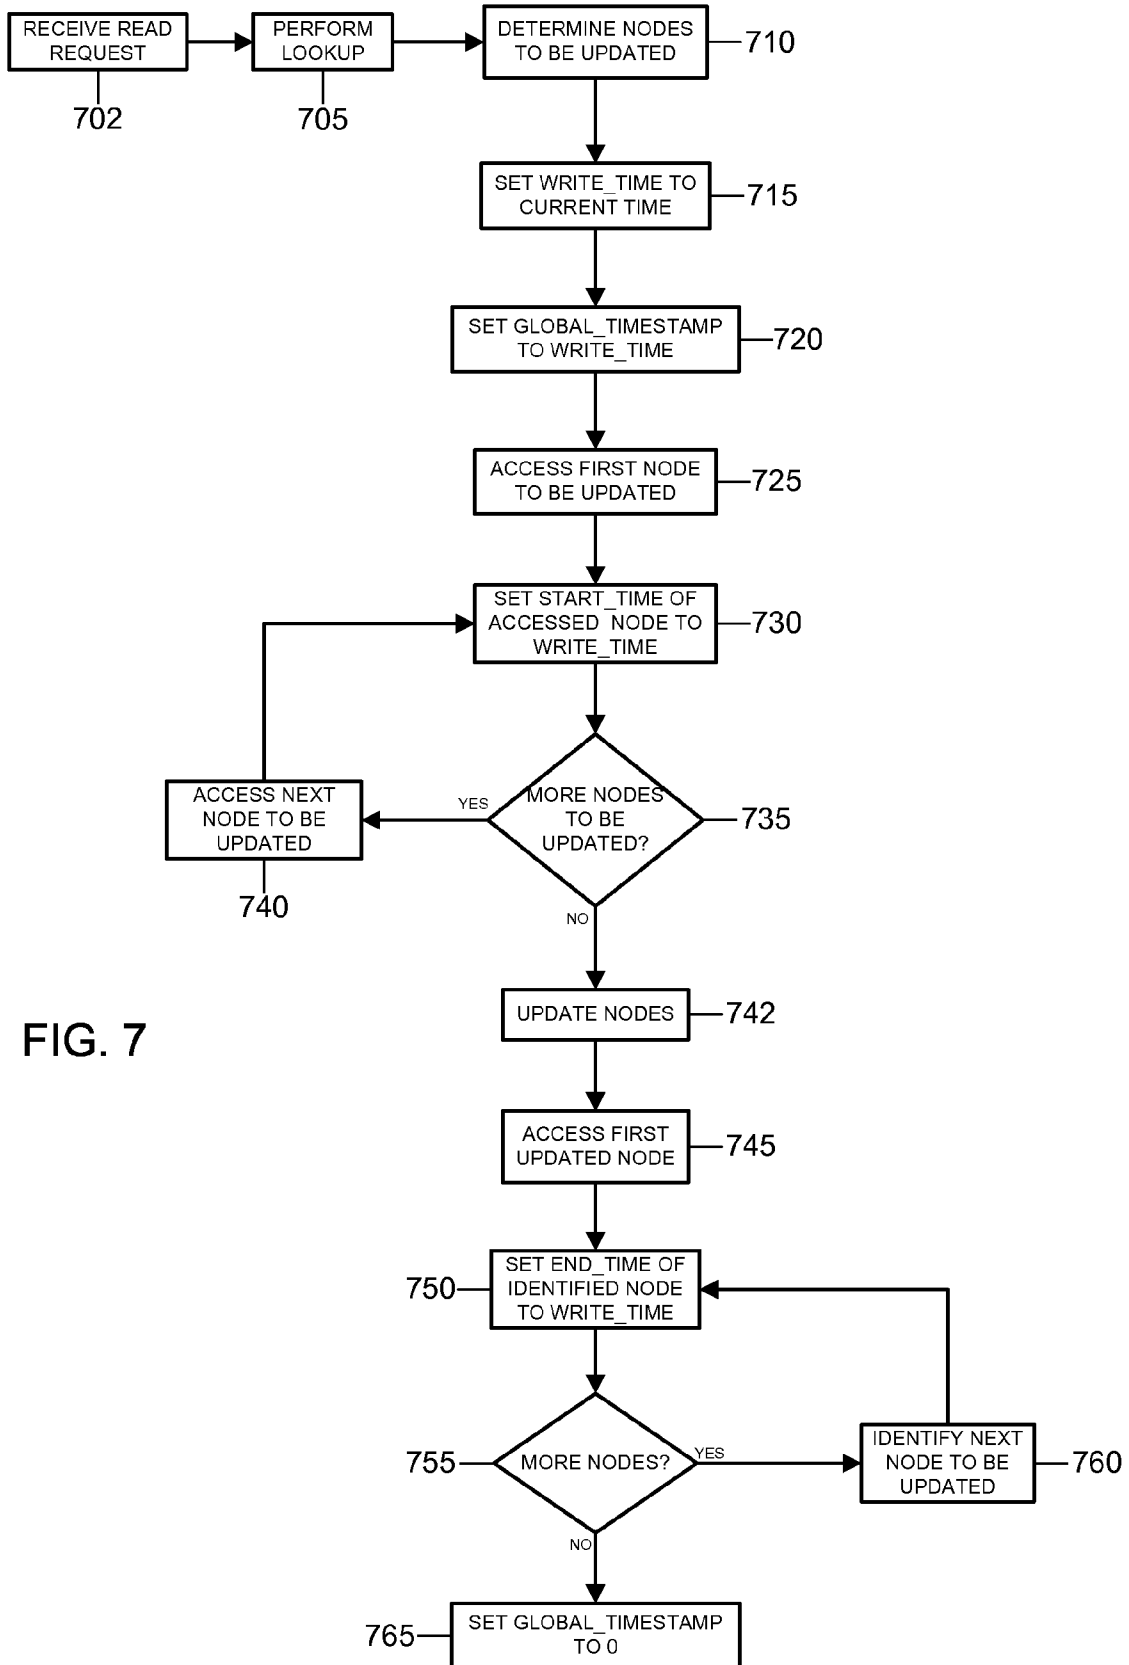 RECEIVE READ
REQUEST
702
PERFORM
LOOKUP
705
DETERMINE NODES
TO BE UPDATED
710
SET WRITE_TIME TO
CURRENT TIME
715
SET GLOBAL_TIMESTAMP
TO WRITE_TIME
720
ACCESS FIRST NODE
TO BE UPDATED
725
SET START_TIME OF
ACCESSED NODE TO
WRITE_TIME
730
MORE NODES
TO BE
UPDATED?
735
YES
ACCESS NEXT
NODE TO BE
UPDATED
740
NO
UPDATE NODES
742
FIG. 7
ACCESS FIRST
UPDATED NODE
745
SET END_TIME OF
IDENTIFIED NODE
TO WRITE_TIME
750
MORE NODES?
755
YES
IDENTIFY NEXT
NODE TO BE
UPDATED
760
NO
SET GLOBAL_TIMESTAMP
TO 0
765